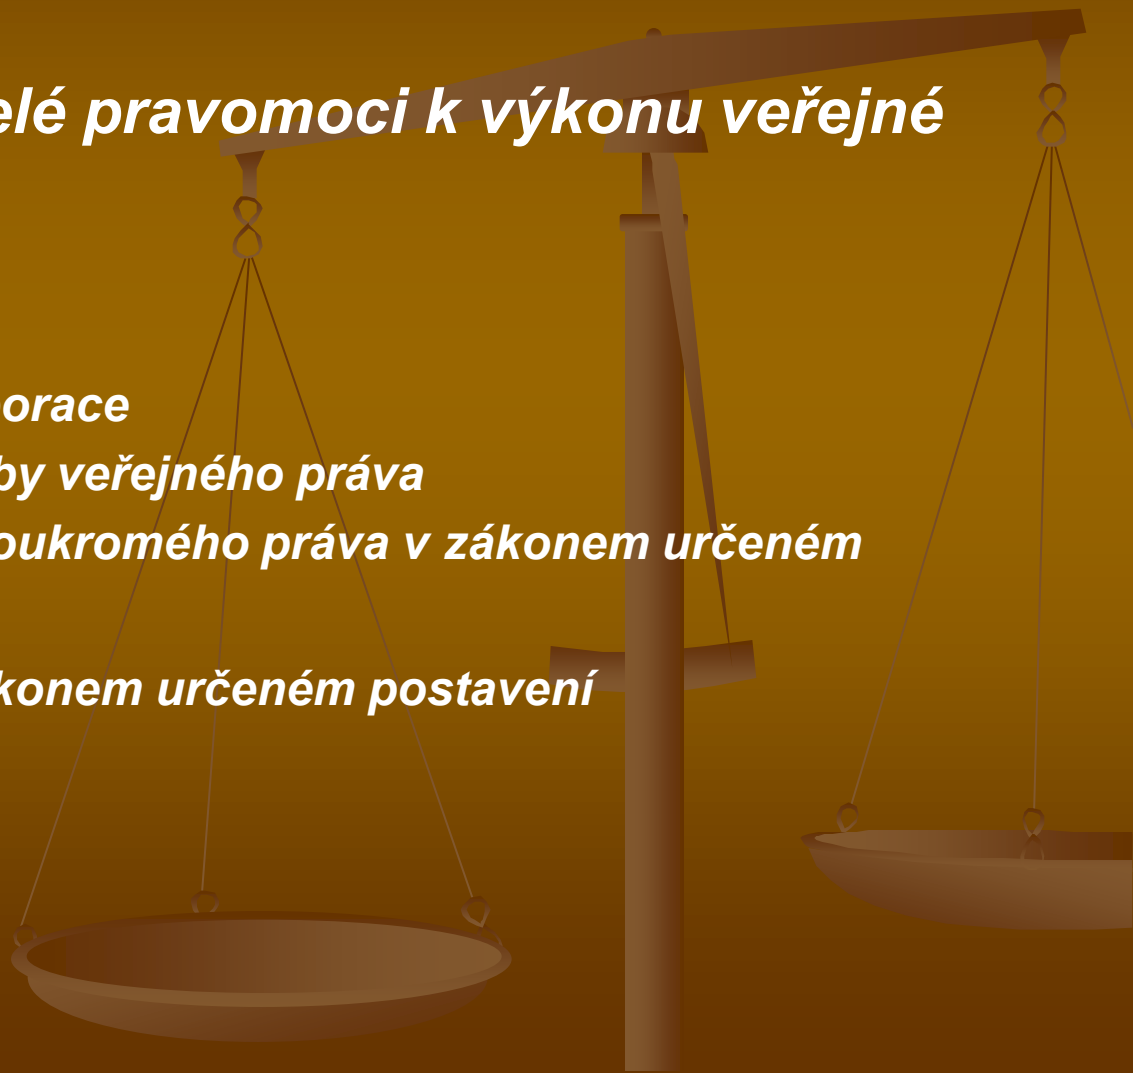 elé pravomoci k výkonu veřejné
orace
by veřejného práva
oukromého práva v zákonem určeném
konem určeném postavení